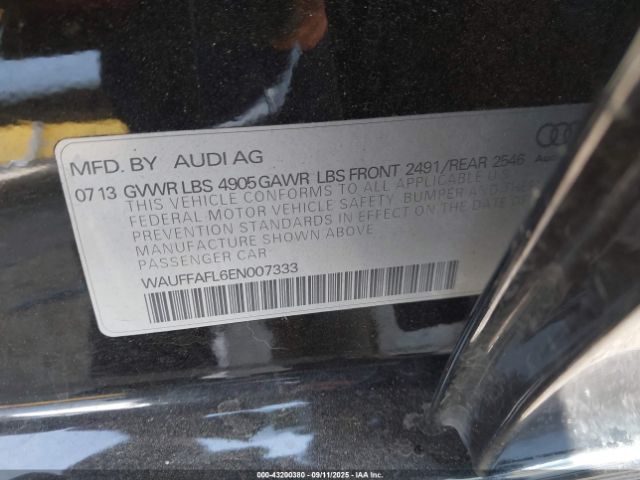 MFD. BY AUDI AG
07 13 GVWR LBS 4905 GAWR LBS FRONT 2491/REAR 2546
THIS VEHICLE CONFORMS TO ALL APPLICABLE U.S.
FEDERAL MOTOR VEHICLE SAFETY, BUMPER AND THEFT
PREVENTION STANDARDS IN EFFECT ON THE DATE OF
MANUFACTURE SHOWN ABOVE.
PASSENGER CAR
WAUFFAFL6EN007333
000-43200380 - 09/11/2025 - IAA Inc.